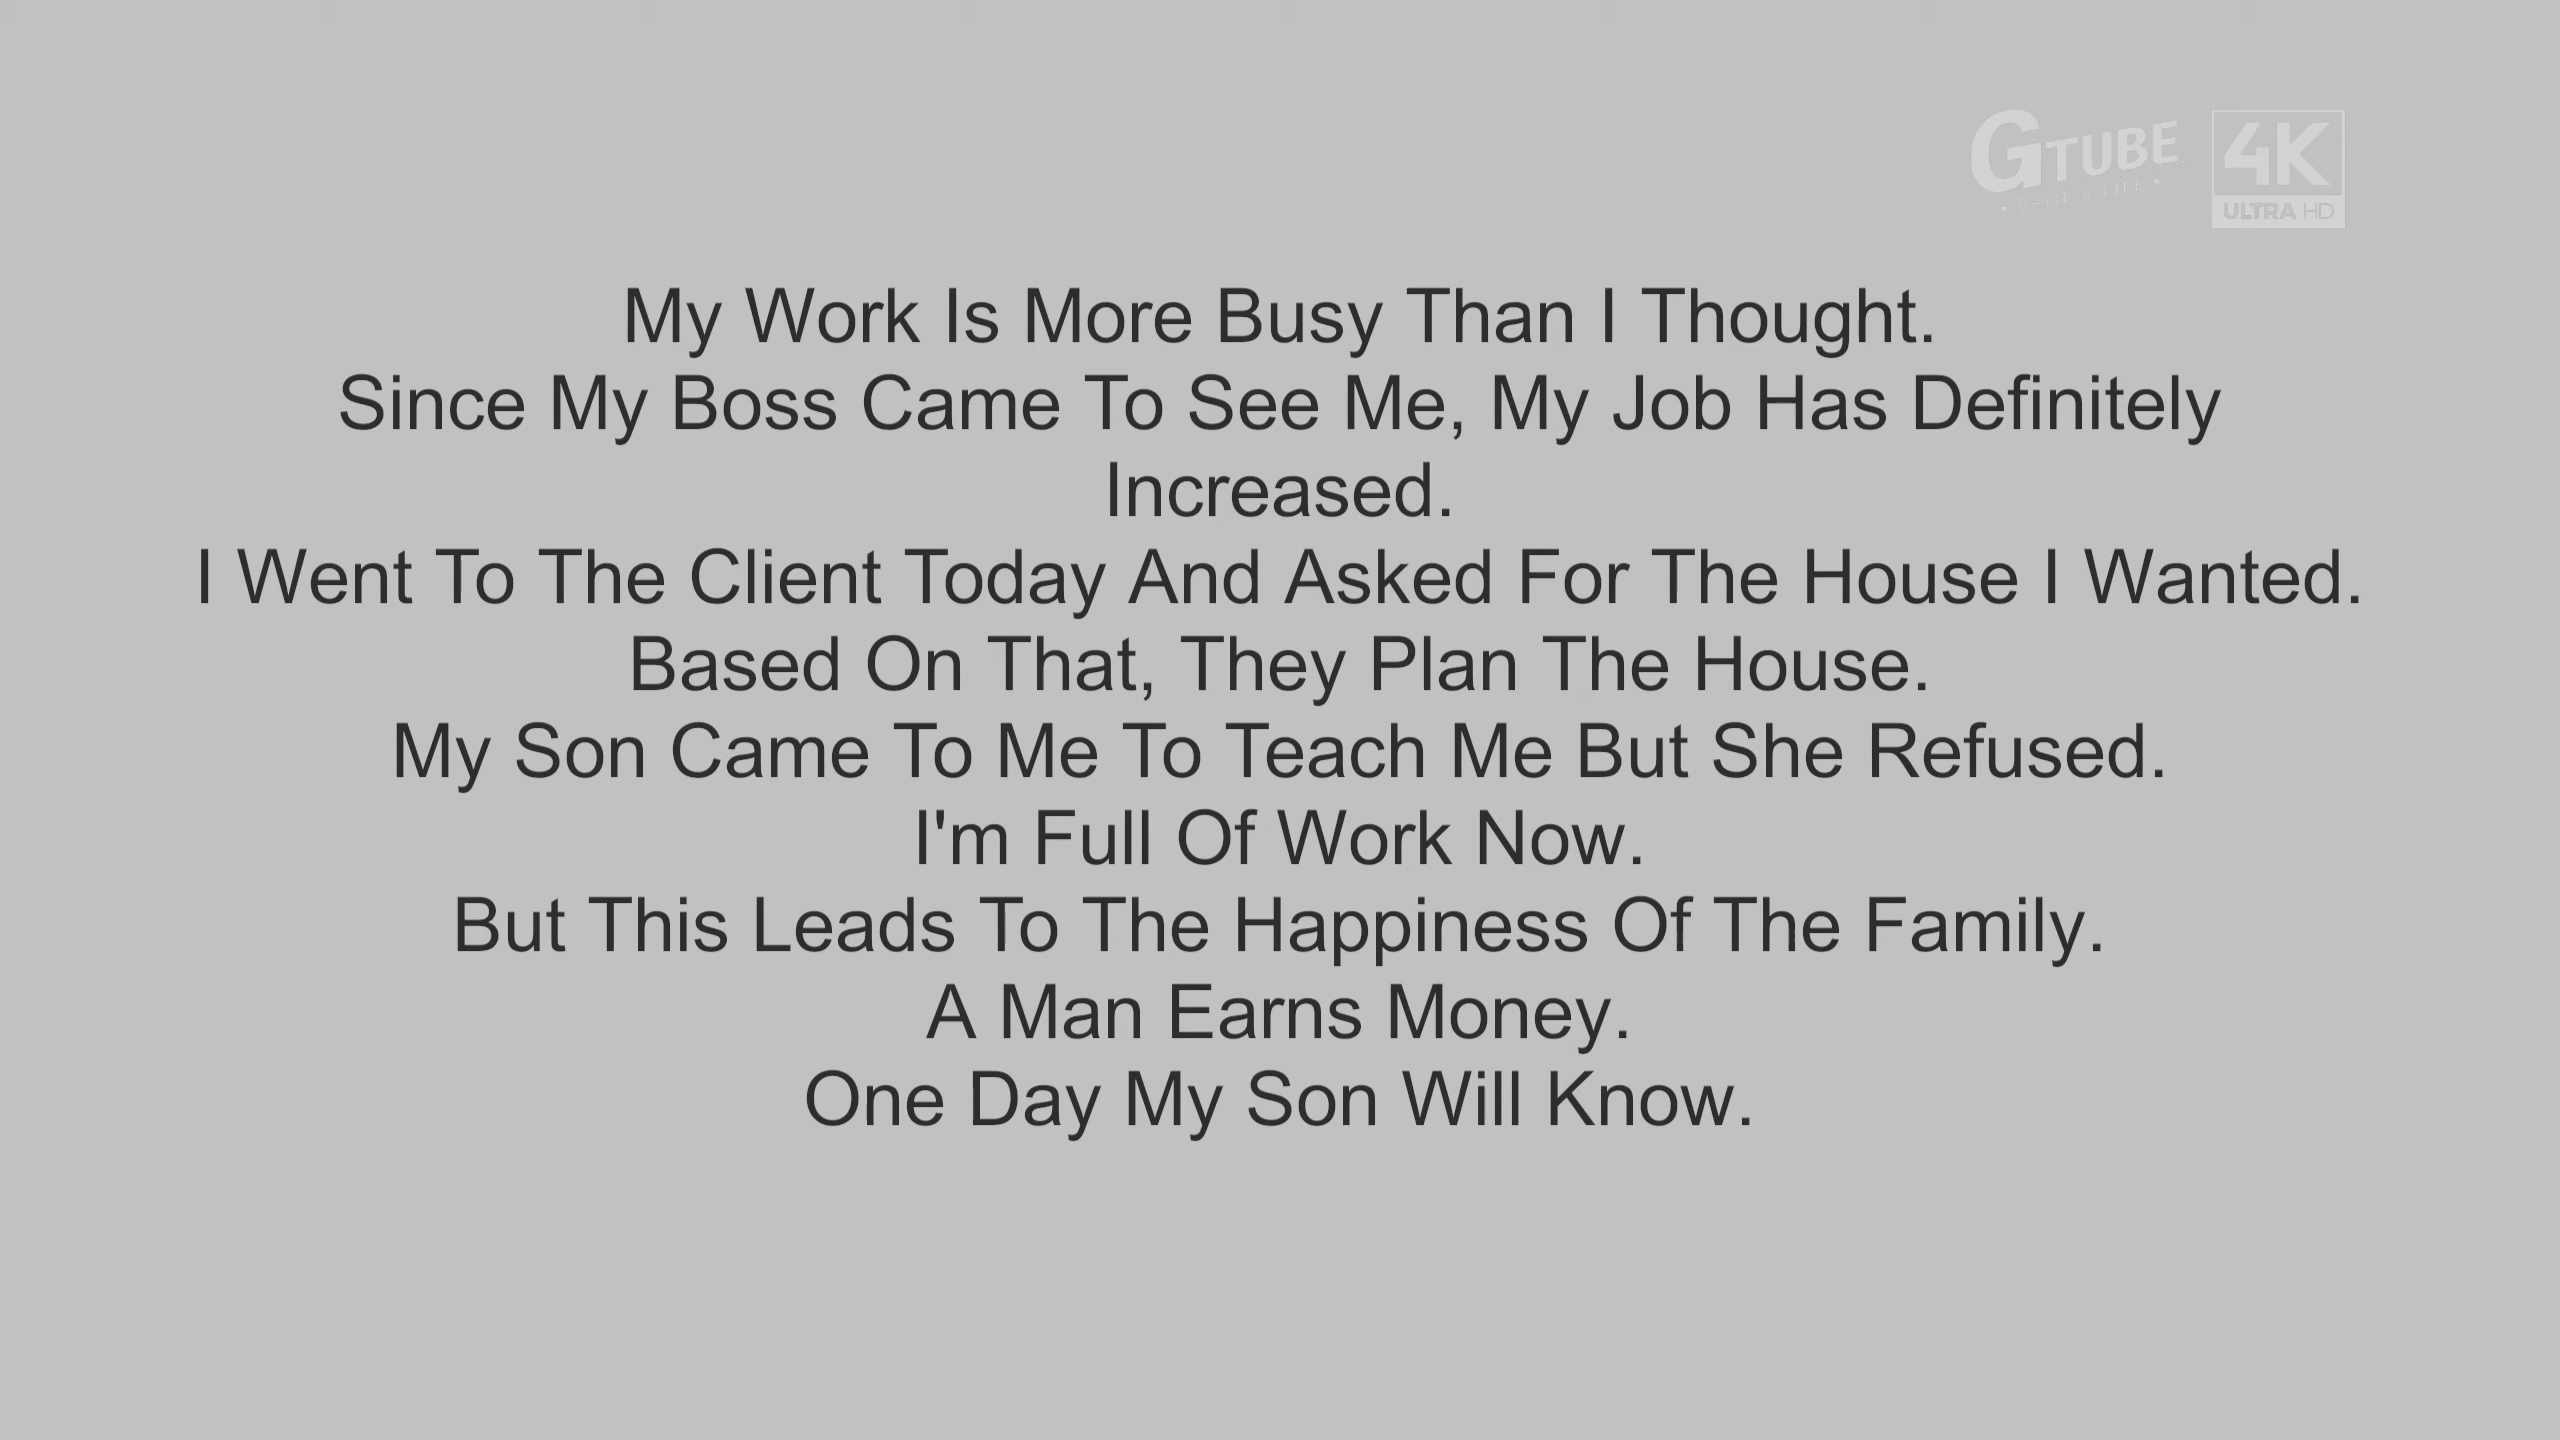 GTUBE
• GAME & LIFE •
4K
ULTRA HD
My Work Is More Busy Than I Thought.
Since My Boss Came To See Me, My Job Has Definitely
Increased.
I Went To The Client Today And Asked For The House I Wanted.
Based On That, They Plan The House.
My Son Came To Me To Teach Me But She Refused.
I'm Full Of Work Now.
But This Leads To The Happiness Of The Family.
A Man Earns Money.
One Day My Son Will Know.